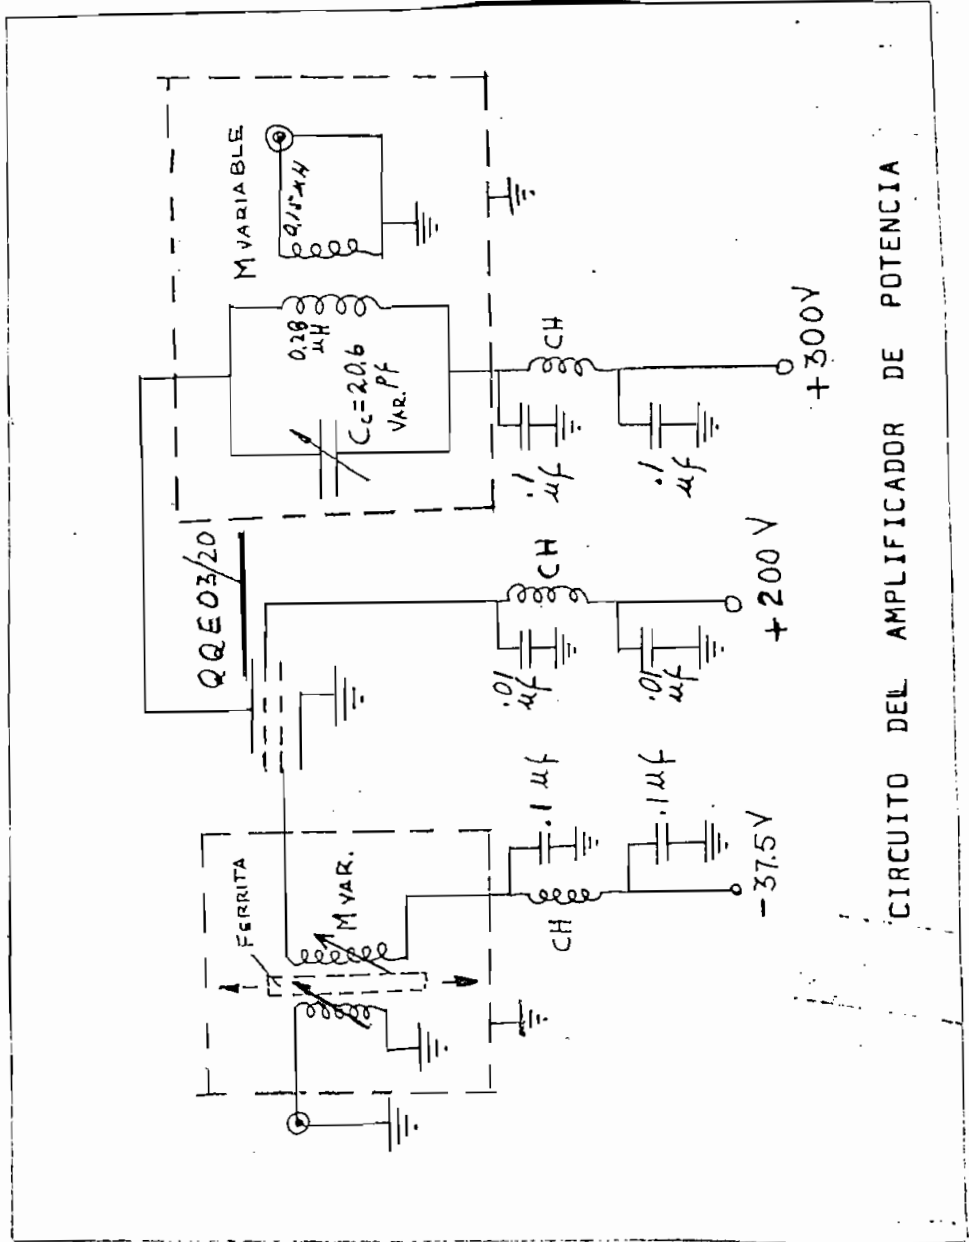 FERRITA
M VAR.
QQE03/20
M VARIABLE
0.15 μH
0.28
μH
Cc=20.6
VAR. pf
CH
.1 μf
.1 μf
-37.5V
CH
.01
μf
.01
μf
+200V
CH
.1
μf
.1
μf
+300V
CIRCUITO DEL AMPLIFICADOR DE POTENCIA